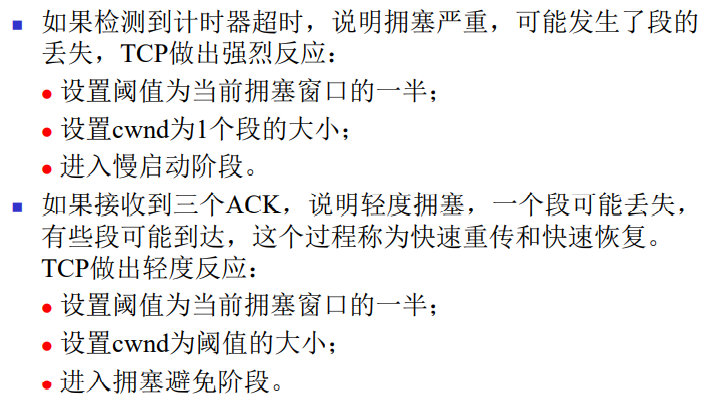 如果检测到计时器超时，说明拥塞严重，可能发生了段的
丢失，TCP做出强烈反应：
设置阈值为当前拥塞窗口的一半；
设置cwnd为1个段的大小；
进入慢启动阶段。
如果接收到三个ACK，说明轻度拥塞，一个段可能丢失，
有些段可能到达，这个过程称为快速重传和快速恢复。
TCP做出轻度反应：
设置阈值为当前拥塞窗口的一半；
设置cwnd为阈值的大小；
进入拥塞避免阶段。